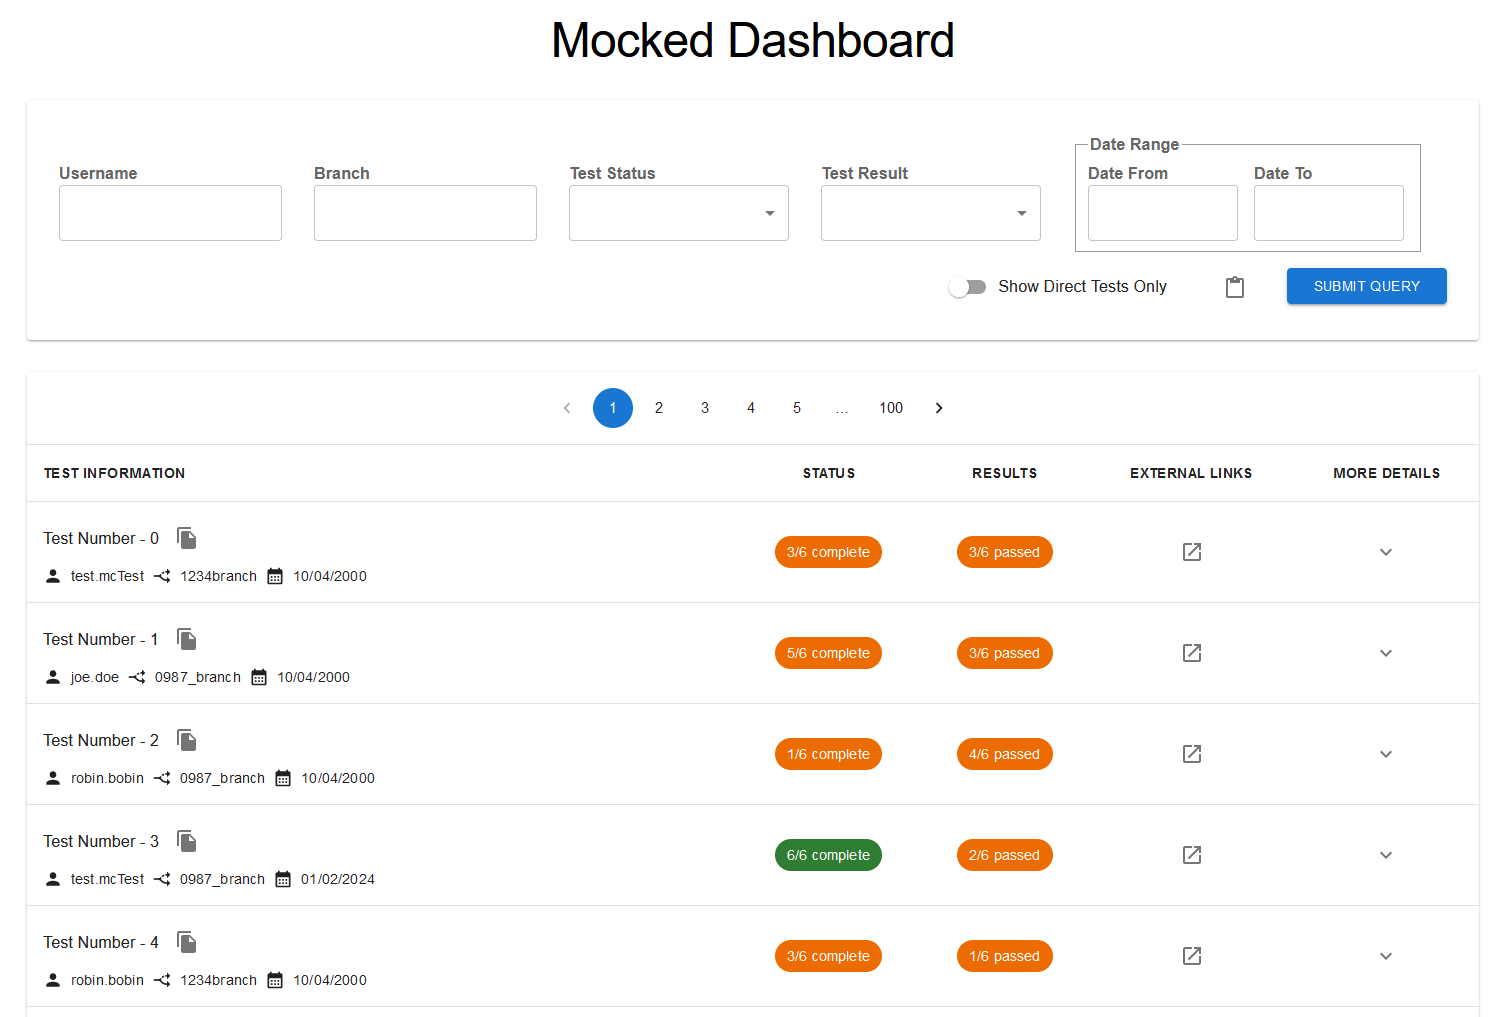 Mocked Dashboard
Date Range
Username Branch Test Status Test Result Date From Date To
Show Direct Tests Only SUBMIT QUERY
1 2 3 4 5 ... 100
TEST INFORMATION STATUS RESULTS EXTERNAL LINKS MORE DETAILS
Test Number - 0
3/6 complete 3/6 passed
test.mcTest 1234branch 10/04/2000
Test Number - 1
5/6 complete 3/6 passed
joe.doe 0987_branch 10/04/2000
Test Number - 2
1/6 complete 4/6 passed
robin.bobin 0987_branch 10/04/2000
Test Number - 3
6/6 complete 2/6 passed
test.mcTest 0987_branch 01/02/2024
Test Number - 4
3/6 complete 1/6 passed
robin.bobin 1234branch 10/04/2000